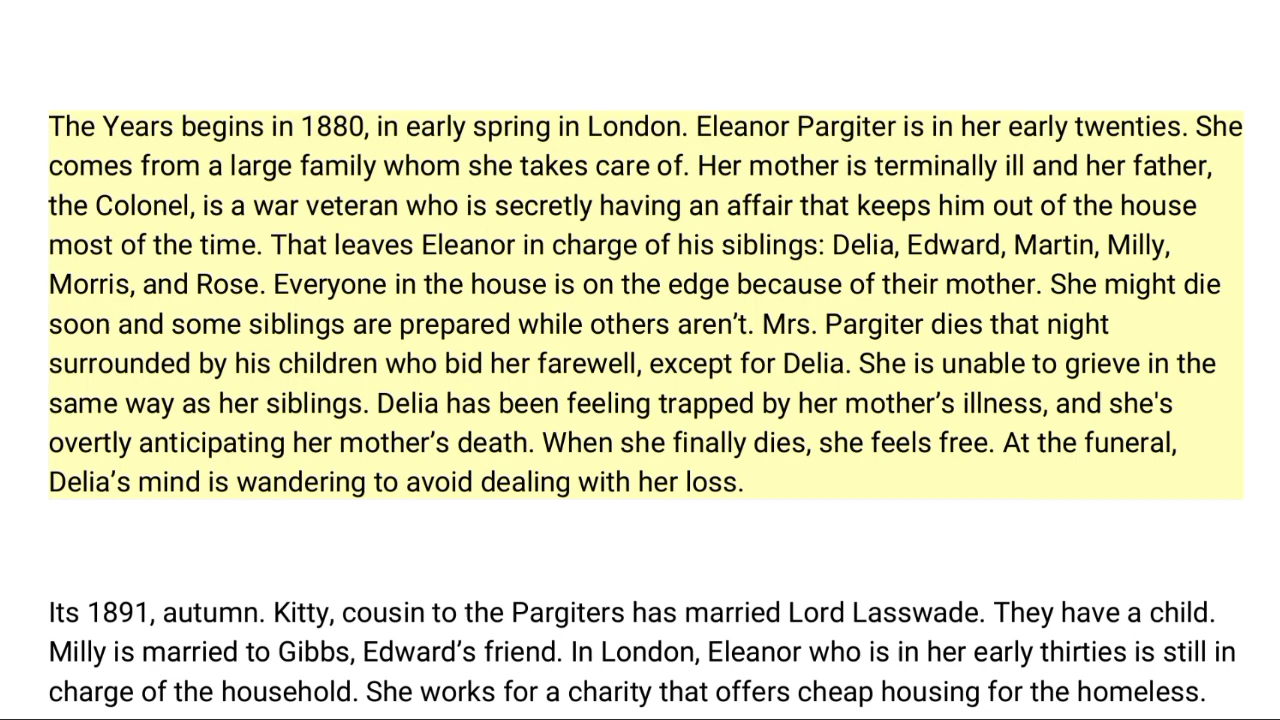 The Years begins in 1880, in early spring in London. Eleanor Pargiter is in her early twenties. She
comes from a large family whom she takes care of. Her mother is terminally ill and her father,
the Colonel, is a war veteran who is secretly having an affair that keeps him out of the house
most of the time. That leaves Eleanor in charge of his siblings: Delia, Edward, Martin, Milly,
Morris, and Rose. Everyone in the house is on the edge because of their mother. She might die
soon and some siblings are prepared while others aren’t. Mrs. Pargiter dies that night
surrounded by his children who bid her farewell, except for Delia. She is unable to grieve in the
same way as her siblings. Delia has been feeling trapped by her mother’s illness, and she's
overtly anticipating her mother’s death. When she finally dies, she feels free. At the funeral,
Delia’s mind is wandering to avoid dealing with her loss.
Its 1891, autumn. Kitty, cousin to the Pargiters has married Lord Lasswade. They have a child.
Milly is married to Gibbs, Edward’s friend. In London, Eleanor who is in her early thirties is still in
charge of the household. She works for a charity that offers cheap housing for the homeless.